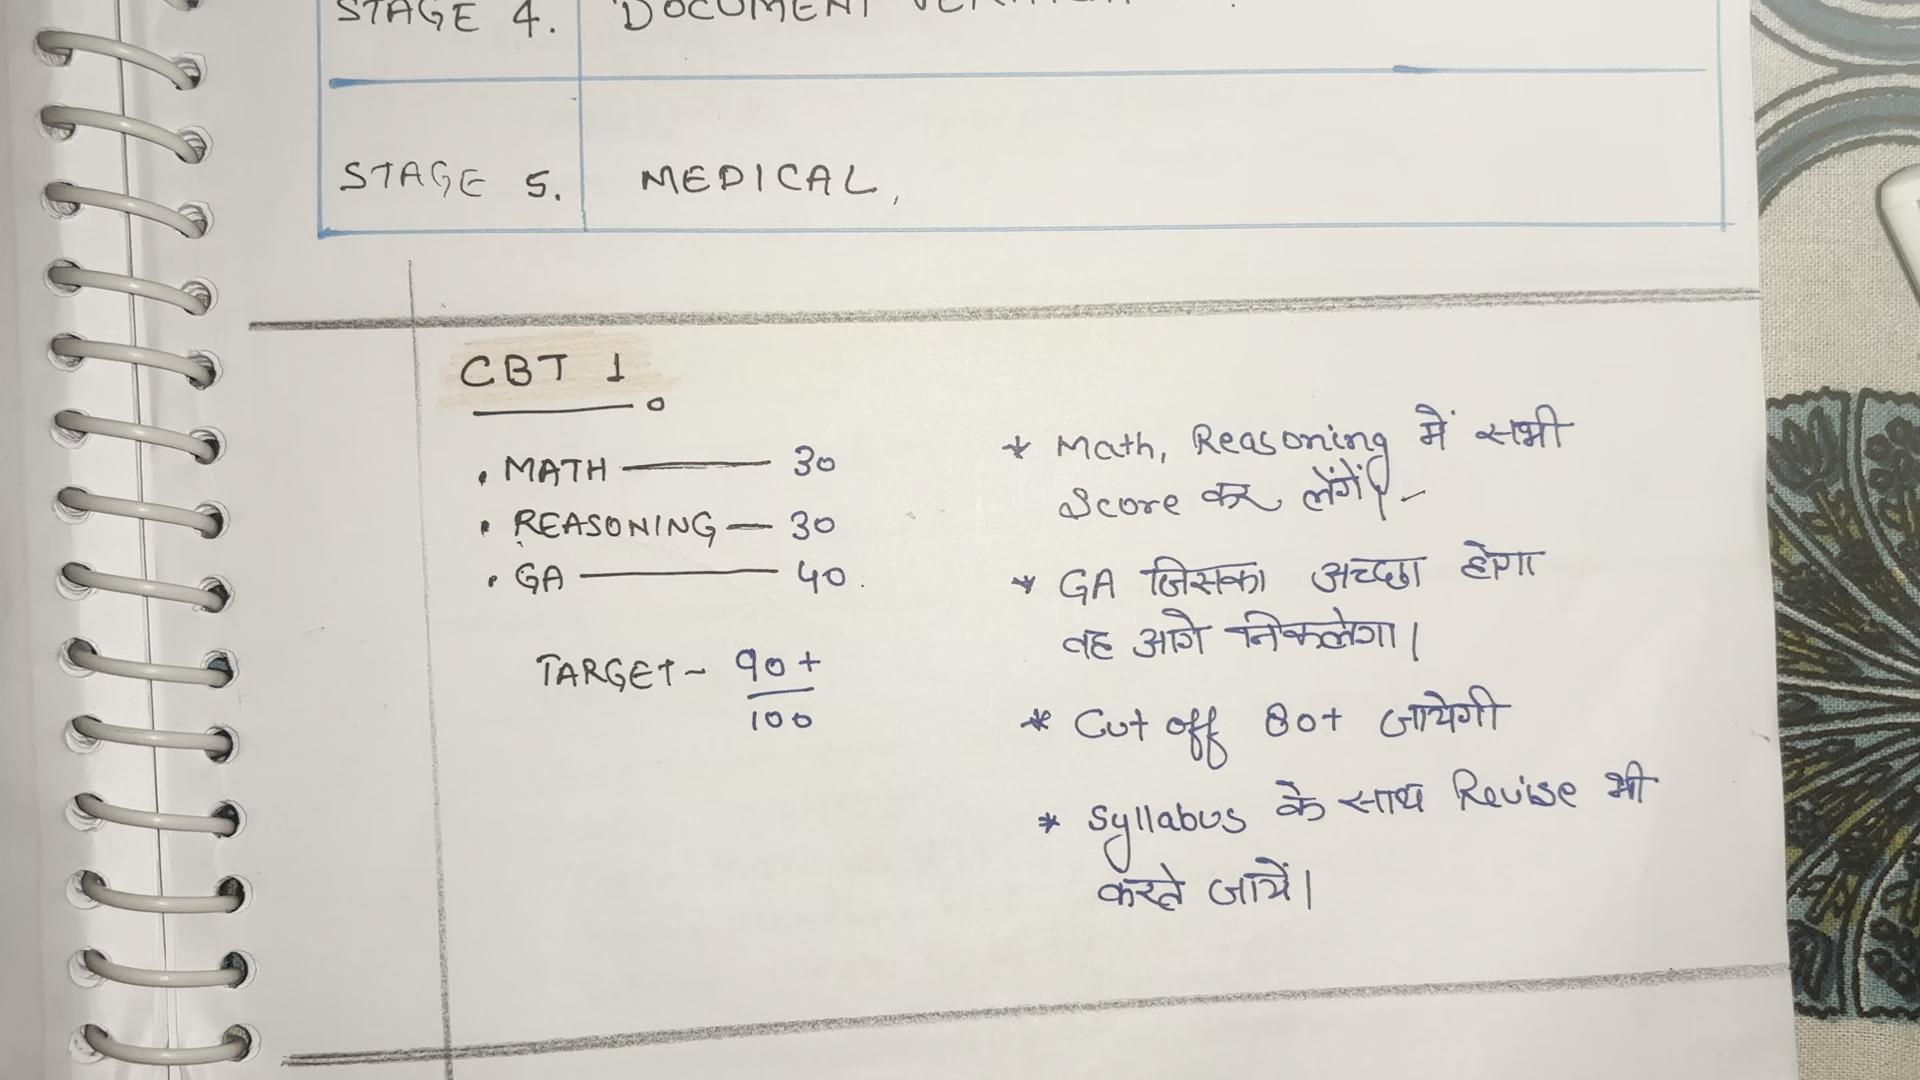 STAGE 4. DOCUMENT
STAGE 5. MEDICAL,
CBT 1
• MATH — 30
• REASONING — 30
• GA — 40.
TARGET - 90+
100
* Math, Reasoning में सभी
Score कर लेंगें। -
* GA जिसका अच्छा होगा
वह आगे निकलेगा।
* Cut off 80+ जायेगी
* Syllabus के साथ Revise भी
करते जायें।